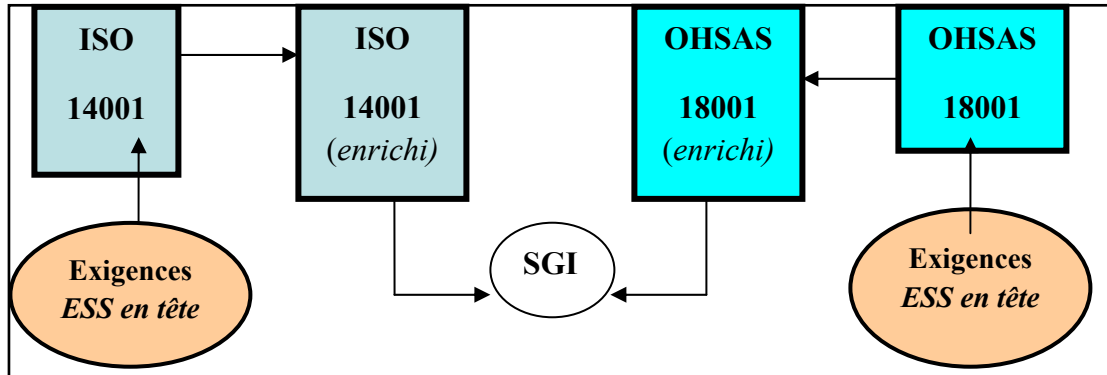 ISO
14001
ISO
14001
(enrichi)
OHSAS
18001
(enrichi)
OHSAS
18001
Exigences
ESS en tête
SGI
Exigences
ESS en tête